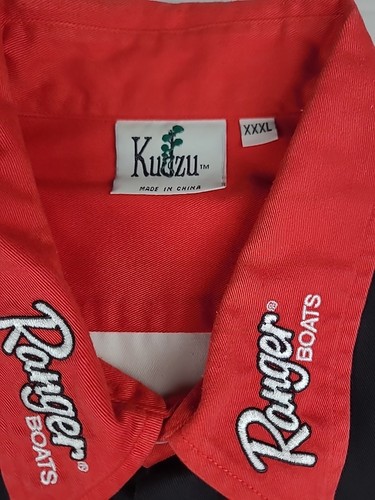 Kudzu™
MADE IN CHINA
XXXL
Ranger®
BOATS
Ranger®
BOATS